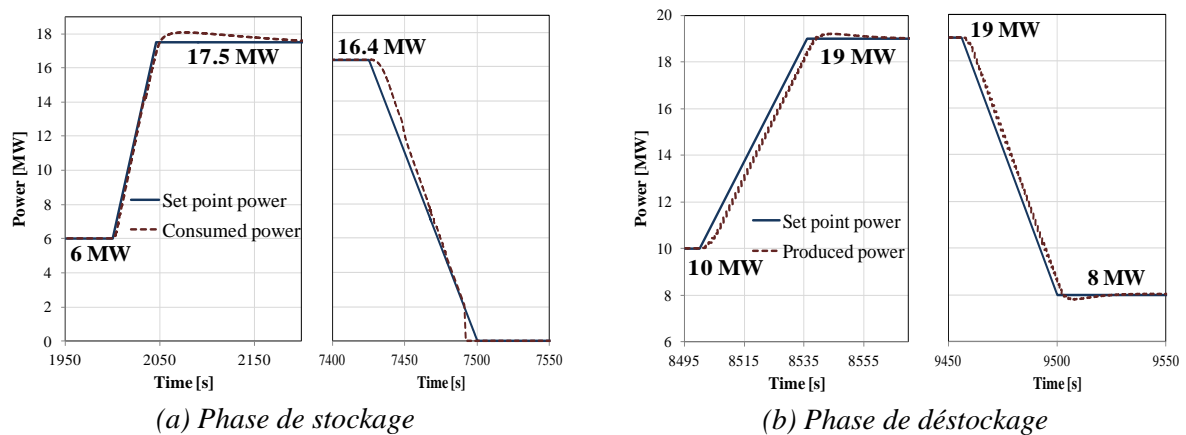 18
16
14
12
10
8
6
4
2
0
Power [MW]
17.5 MW
6 MW
Set point power
Consumed power
1950 2050 2150
Time [s]
16.4 MW
7400 7450 7500 7550
Time [s]
(a) Phase de stockage
20
18
16
14
12
10
8
6
Power [MW]
19 MW
10 MW
Set point power
Produced power
8495 8515 8535 8555
Time [s]
19 MW
8 MW
9450 9500 9550
Time [s]
(b) Phase de déstockage